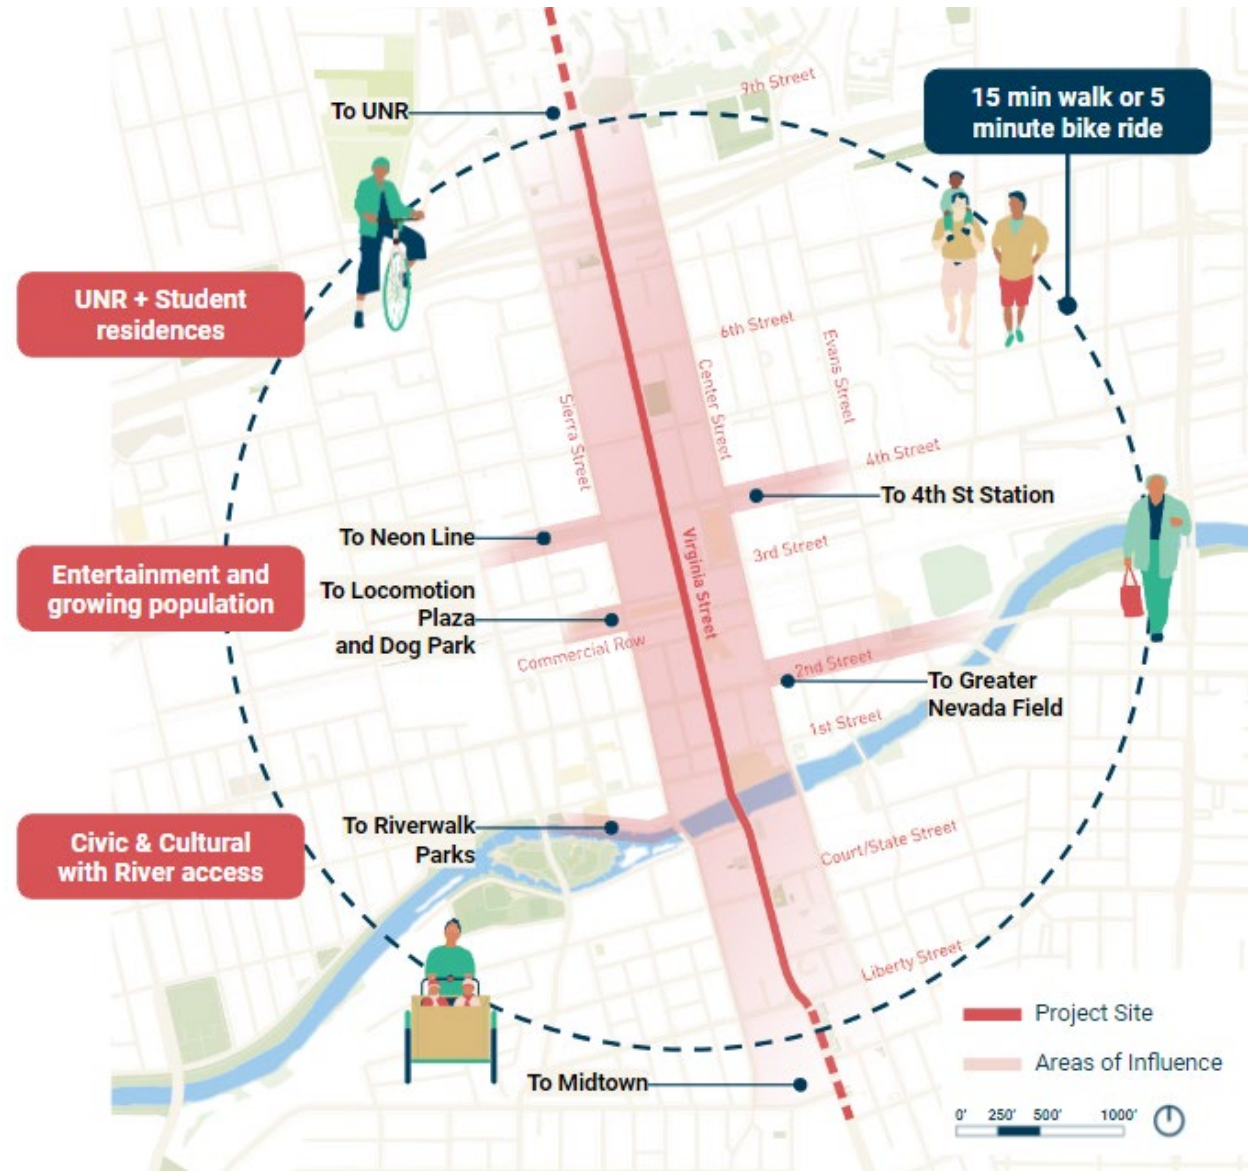 9th Street
To UNR
15 min walk or 5
minute bike ride
UNR + Student
residences
6th Street
Evans Street
Center Street
Sierra Street
4th Street
To 4th St Station
To Neon Line
Virginia Street
3rd Street
Entertainment and
growing population
To Locomotion
Plaza
and Dog Park
Commercial Row
2nd Street
To Greater
Nevada Field
1st Street
Civic & Cultural
with River access
To Riverwalk
Parks
Court/State Street
Liberty Street
Project Site
Areas of Influence
To Midtown
0' 250' 500' 1000'